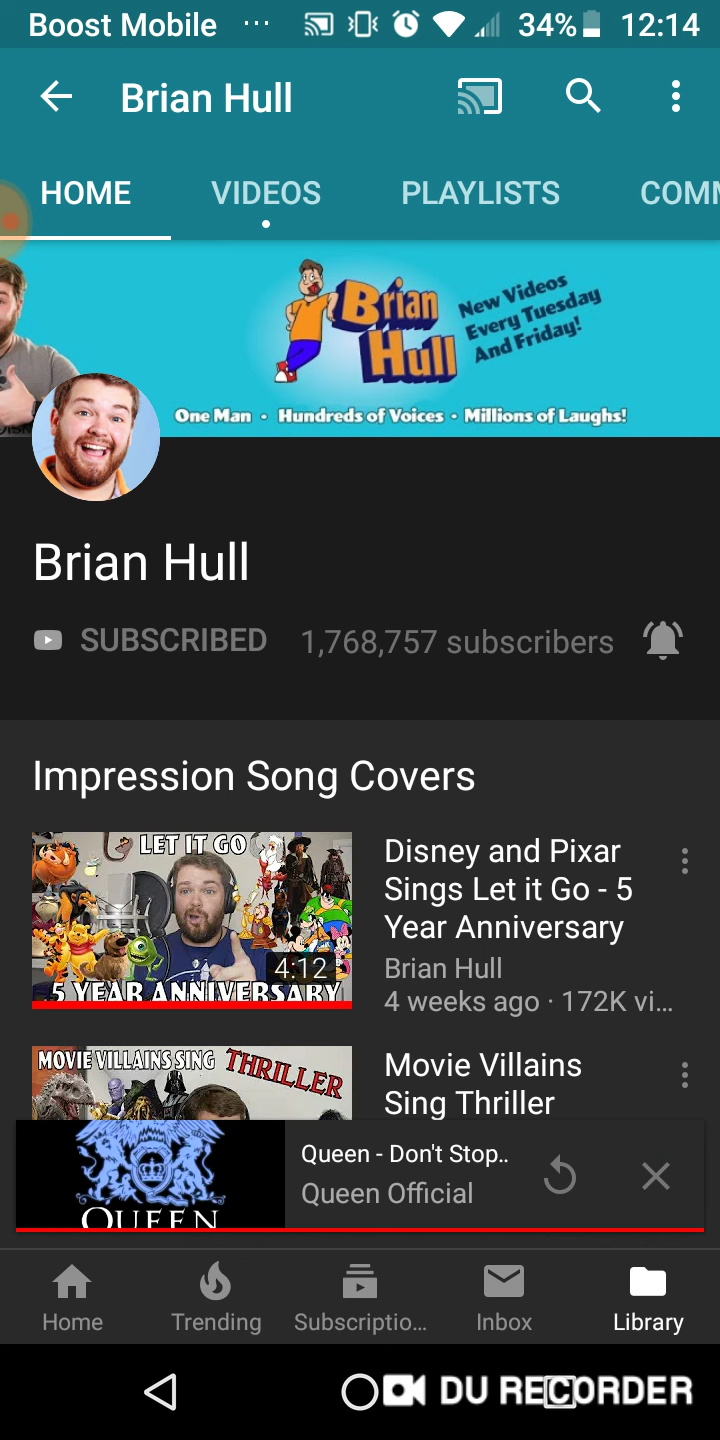 Boost Mobile ... 34% 12:14
Brian Hull
HOME VIDEOS PLAYLISTS COMM
Brian
Hull
New Videos
Every Tuesday
And Friday!
One Man • Hundreds of Voices • Millions of Laughs!
Brian Hull
SUBSCRIBED 1,768,757 subscribers
Impression Song Covers
LET IT GO
4:12
5 YEAR ANNIVERSARY
Disney and Pixar
Sings Let it Go - 5
Year Anniversary
Brian Hull
4 weeks ago · 172K vi...
MOVIE VILLAINS SING THRILLER
Movie Villains
Sing Thriller
QUEEN
Queen - Don't Stop..
Queen Official
Home Trending Subscriptio... Inbox Library
DU RECORDER